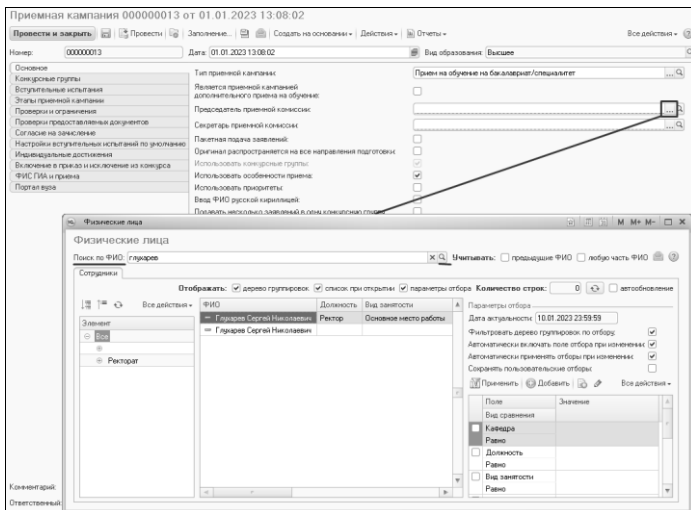 Приемная кампания 000000013 от 01.01.2023 13:08:02
Провести и закрыть Провести Заполнение... Создать на основании Действия Отчеты Все действия
Номер: 000000013 Дата: 01.01.2023 13:08:02 Вид образования: Высшее
Основное
Конкурсные группы
Вступительные испытания
Этапы приемной кампании
Проверки и ограничения
Проверки предоставляемых документов
Согласие на зачисление
Настройки вступительных испытаний по умолчанию
Индивидуальные достижения
Включение в приказ и исключение из конкурса
ФИС ГИА и приема
Портал вуза
Тип приемной кампании: Прием на обучение на бакалавриат/специалитет
Является приемной кампанией
дополнительного приема на обучение:
Председатель приемной комиссии:
Секретарь приемной комиссии:
Пакетная подача заявлений:
Оригинал распространяется на все направления подготовки:
Использовать конкурсные группы:
Использовать особенности приема:
Использовать приоритеты:
Ввод ФИО русской кириллицей:
Подавать несколько заявлений в одну конкурсную группу
Физические лица M M+ M-
Физические лица
Поиск по ФИО: глухарев Учитывать: предыдущие ФИО любую часть ФИО
Сотрудники
Отображать: дерево группировок список при открытии параметры отбора Количество строк: 0 автообновление
Все действия
Элемент
Все
Ректорат
ФИО Должность Вид занятости
Глухарев Сергей Николаевич Ректор Основное место работы
Глухарев Сергей Николаевич
Параметры отбора
Дата актуальности: 10.01.2023 23:59:59
Фильтровать дерево группировок по отбору:
Автоматически включать поле отбора при изменении:
Автоматически применять отборы при изменении:
Сохранять пользовательские отборы:
Применить Добавить Все действия
Поле Значение
Вид сравнения
Кафедра
Равно
Должность
Равно
Вид занятости
Равно
Комментарий:
Ответственный: